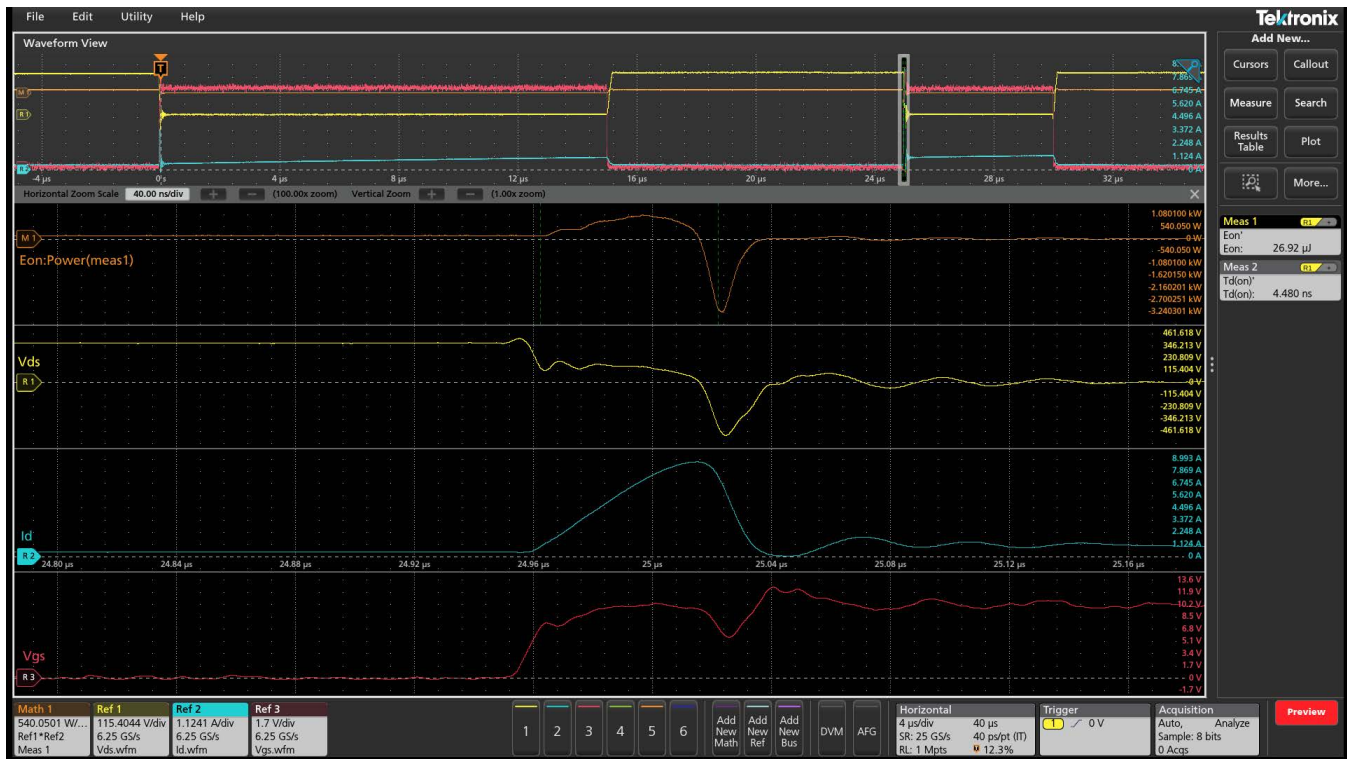 File Edit Utility Help
Tektronix
Waveform View
Add New...
Cursors Callout
Measure Search
Results Table Plot
More...
T
M
R 1
6.745 A
5.620 A
4.496 A
3.372 A
2.248 A
1.124 A
0 A
-4 µs 0 s 4 µs 8 µs 12 µs 16 µs 20 µs 24 µs 28 µs 32 µs
Horizontal Zoom Scale 40.00 ns/div + − (100.00x zoom) Vertical Zoom + − (1.00x zoom)
Meas 1 R1
Eon'
Eon: 26.92 µJ
Meas 2 R1
Td(on)'
Td(on): 4.480 ns
M 1
Eon:Power(meas1)
1.080100 kW
540.050 W
0 W
-540.050 W
-1.080100 kW
-1.620150 kW
-2.160201 kW
-2.700251 kW
-3.240301 kW
Vds
R 1
461.618 V
346.213 V
230.809 V
115.404 V
0 V
-115.404 V
-230.809 V
-346.213 V
-461.618 V
Id
R 2
8.993 A
7.869 A
6.745 A
5.620 A
4.496 A
3.372 A
2.248 A
1.124 A
0 A
24.80 µs 24.84 µs 24.88 µs 24.92 µs 24.96 µs 25 µs 25.04 µs 25.08 µs 25.12 µs 25.16 µs
Vgs
R 3
13.6 V
11.9 V
10.2 V
8.5 V
6.8 V
5.1 V
3.4 V
1.7 V
0 V
-1.7 V
Math 1
540.0501 W/...
Ref1*Ref2
Meas 1
Ref 1
115.4044 V/div
6.25 GS/s
Vds.wfm
Ref 2
1.1241 A/div
6.25 GS/s
Id.wfm
Ref 3
1.7 V/div
6.25 GS/s
Vgs.wfm
1 2 3 4 5 6
Add New Math
Add New Ref
Add New Bus
DVM AFG
Horizontal
4 µs/div 40 µs
SR: 25 GS/s 40 ps/pt (IT)
RL: 1 Mpts 12.3%
Trigger
1 0 V
Acquisition
Auto, Analyze
Sample: 8 bits
0 Acqs
Preview